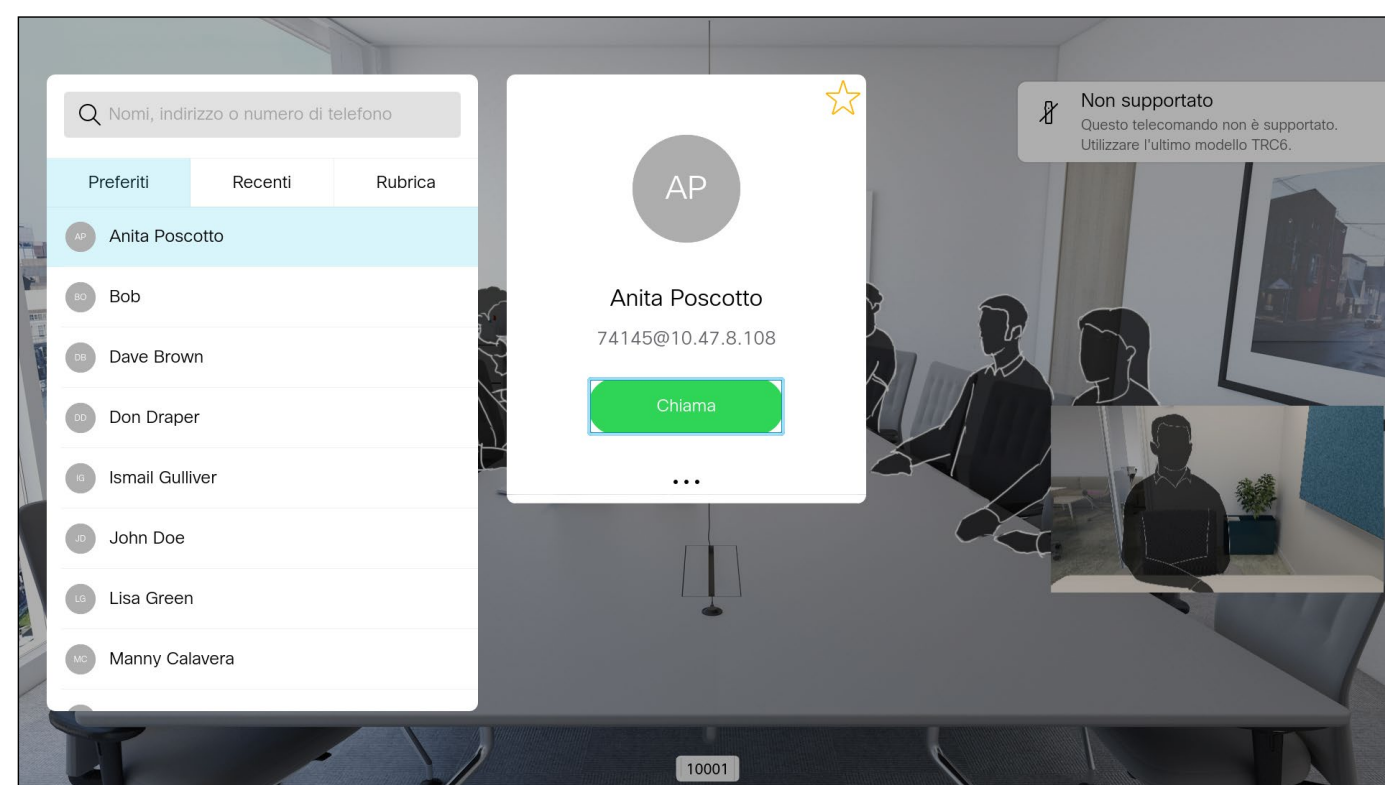 Nomi, indirizzo o numero di telefono
Preferiti
Recenti
Rubrica
AP
Anita Poscotto
BO
Bob
DB
Dave Brown
DD
Don Draper
IG
Ismail Gulliver
JD
John Doe
LG
Lisa Green
MC
Manny Calavera
AP
Anita Poscotto
74145@10.47.8.108
Chiama
...
Non supportato
Questo telecomando non è supportato.
Utilizzare l'ultimo modello TRC6.
10001